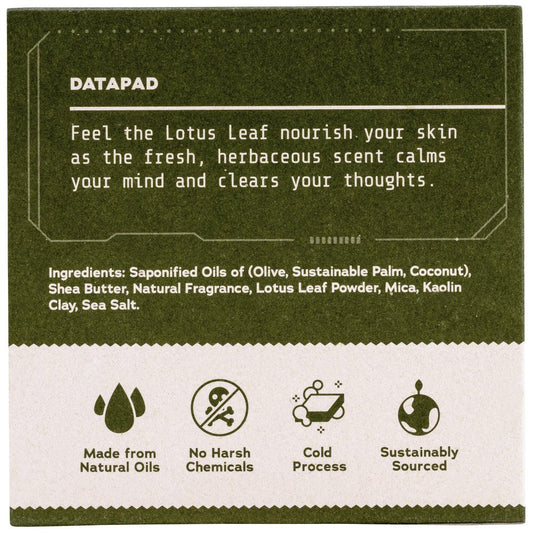 DATAPAD
Feel the Lotus Leaf nourish your skin
as the fresh, herbaceous scent calms
your mind and clears your thoughts.
Ingredients: Saponified Oils of (Olive, Sustainable Palm, Coconut),
Shea Butter, Natural Fragrance, Lotus Leaf Powder, Mica, Kaolin
Clay, Sea Salt.
Made from
Natural Oils
No Harsh
Chemicals
Cold
Process
Sustainably
Sourced